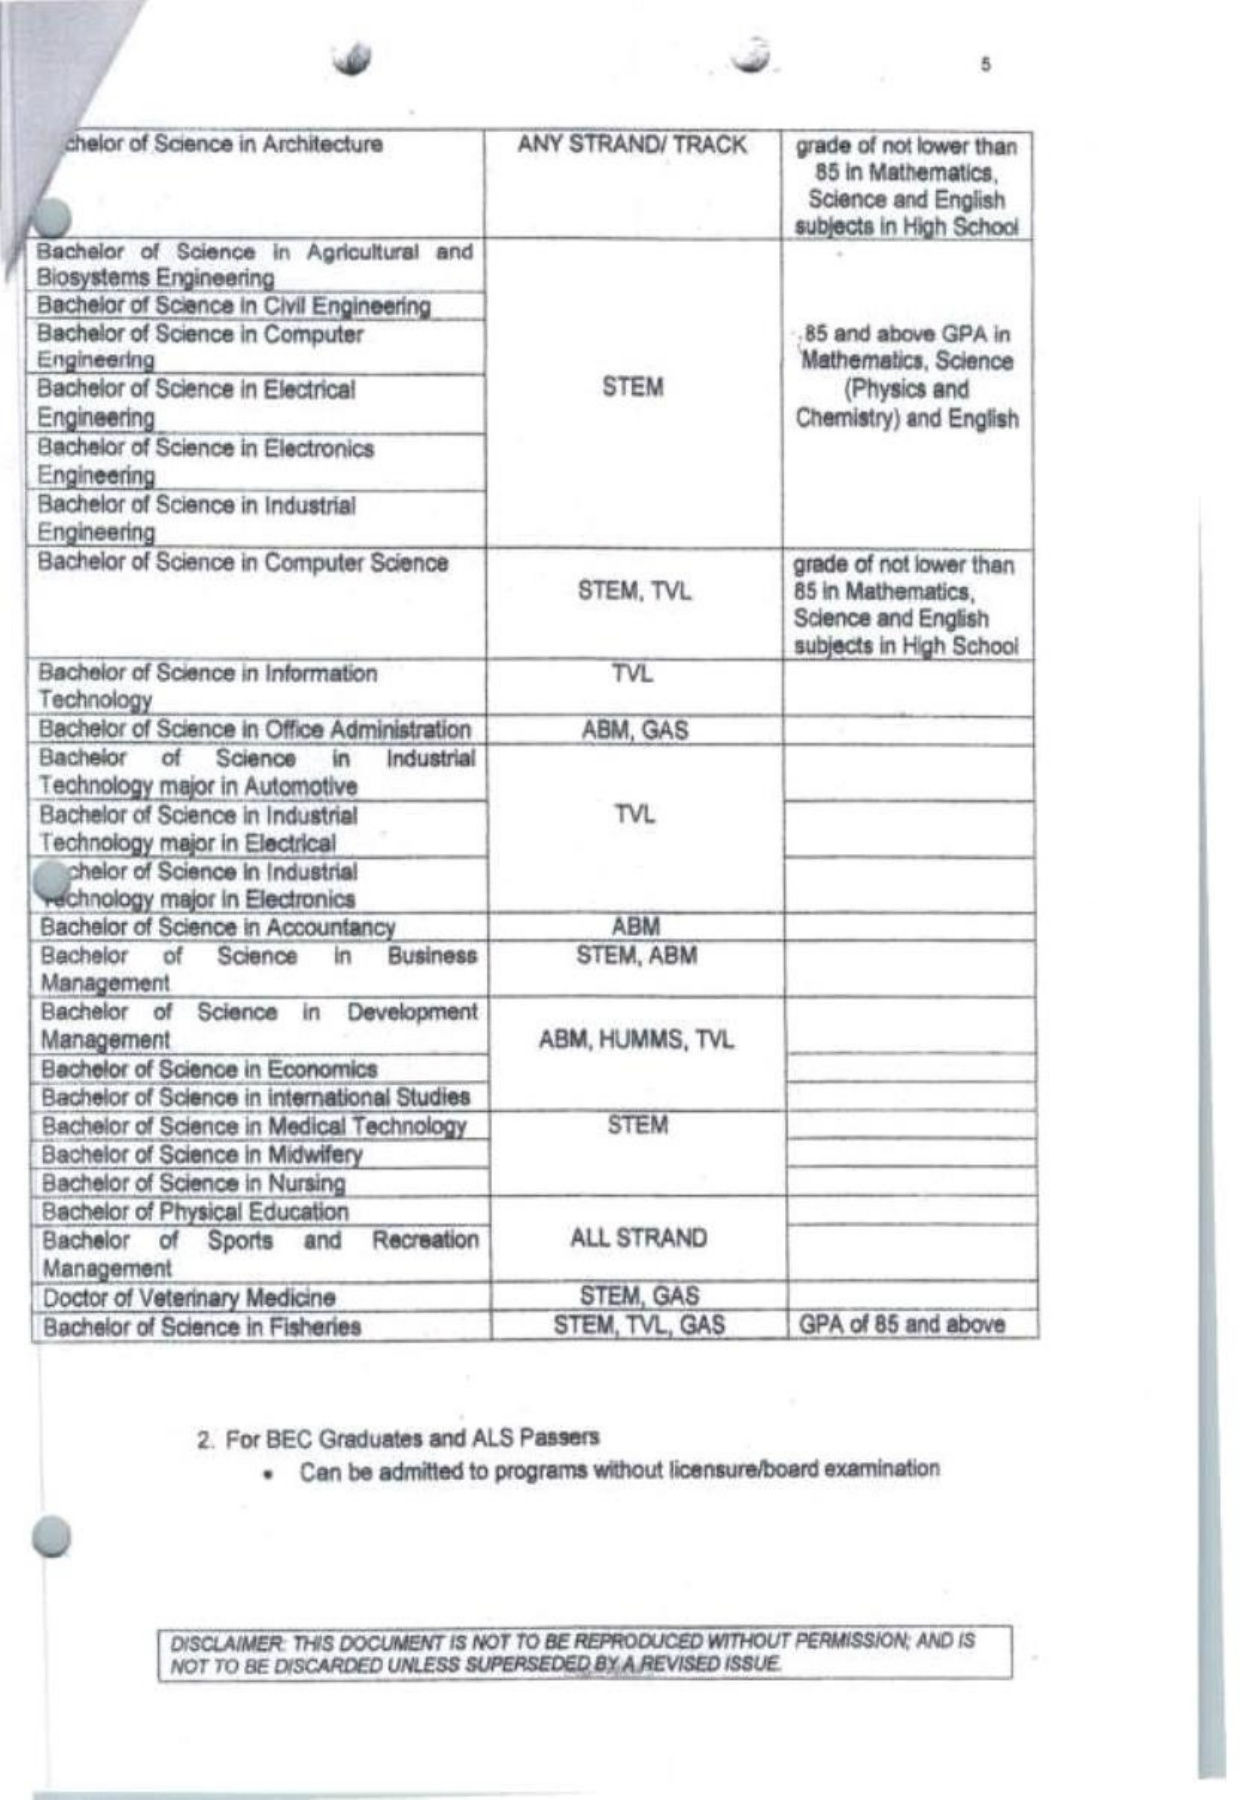 5
chelor of Science in Architecture
ANY STRAND/ TRACK
grade of not lower than
85 in Mathematics,
Science and English
subjects in High School
Bachelor of Science in Agricultural and
Biosystems Engineering
Bachelor of Science in Civil Engineering
Bachelor of Science in Computer
Engineering
Bachelor of Science in Electrical
Engineering
Bachelor of Science in Electronics
Engineering
Bachelor of Science in Industrial
Engineering
STEM
85 and above GPA in
Mathematics, Science
(Physics and
Chemistry) and English
Bachelor of Science in Computer Science
STEM, TVL
grade of not lower than
85 in Mathematics,
Science and English
subjects in High School
Bachelor of Science in Information
Technology
TVL
Bachelor of Science in Office Administration
ABM, GAS
Bachelor of Science in Industrial
Technology major in Automotive
Bachelor of Science in Industrial
Technology major in Electrical
chelor of Science in Industrial
echnology major in Electronics
TVL
Bachelor of Science in Accountancy
ABM
Bachelor of Science in Business
Management
STEM, ABM
Bachelor of Science in Development
Management
Bachelor of Science in Economics
Bachelor of Science in international Studies
ABM, HUMMS, TVL
Bachelor of Science in Medical Technology
Bachelor of Science in Midwifery
Bachelor of Science in Nursing
STEM
Bachelor of Physical Education
Bachelor of Sports and Recreation
Management
ALL STRAND
Doctor of Veterinary Medicine
STEM, GAS
Bachelor of Science in Fisheries
STEM, TVL, GAS
GPA of 85 and above
2. For BEC Graduates and ALS Passers
• Can be admitted to programs without licensure/board examination
DISCLAIMER: THIS DOCUMENT IS NOT TO BE REPRODUCED WITHOUT PERMISSION; AND IS
NOT TO BE DISCARDED UNLESS SUPERSEDED BY A REVISED ISSUE.